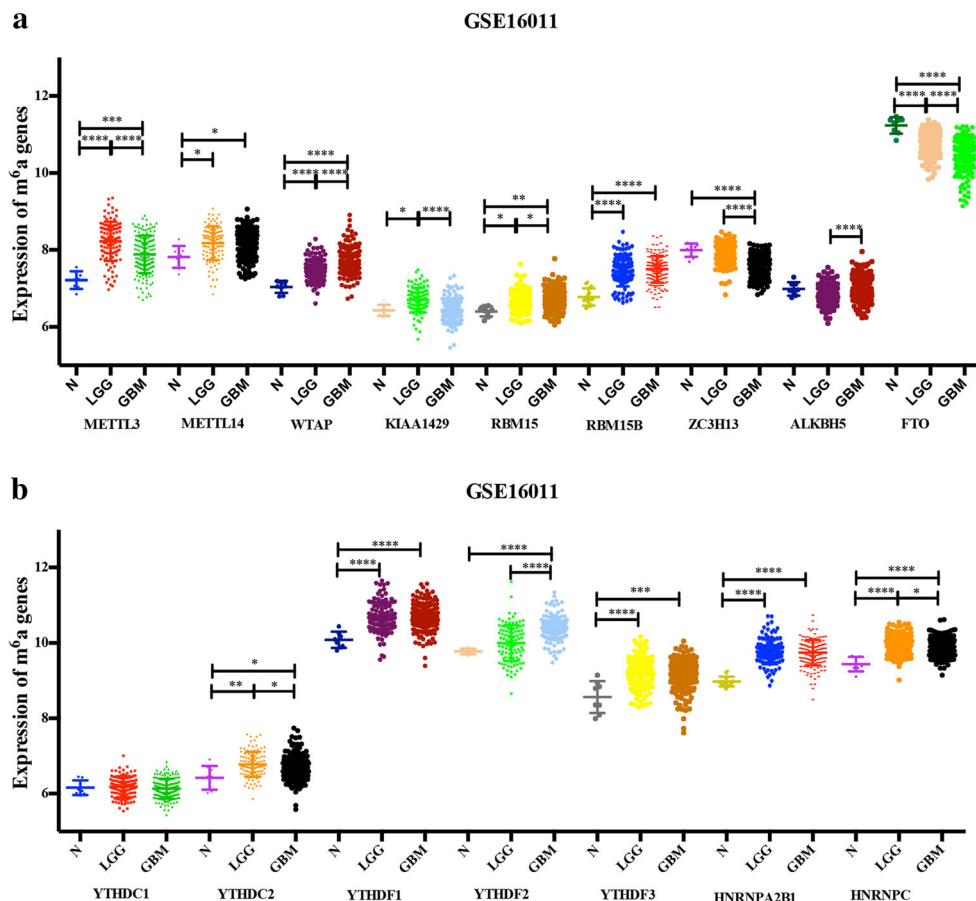 a
GSE16011
Expression of m⁶a genes
12
10
8
6
*** * **** * **** ** **** **** **** ****
**** **** * **** **** * **** * * **** **** **** **** ****
N LGG GBM N LGG GBM N LGG GBM N LGG GBM N LGG GBM N LGG GBM N LGG GBM N LGG GBM N LGG GBM
METTL3 METTL14 WTAP KIAA1429 RBM15 RBM15B ZC3H13 ALKBH5 FTO
b
GSE16011
Expression of m⁶a genes
12
10
8
6
* **** **** *** **** ****
** * **** **** **** **** **** *
N LGG GBM N LGG GBM N LGG GBM N LGG GBM N LGG GBM N LGG GBM N LGG GBM
YTHDC1 YTHDC2 YTHDF1 YTHDF2 YTHDF3 HNRNPA2B1 HNRNPC